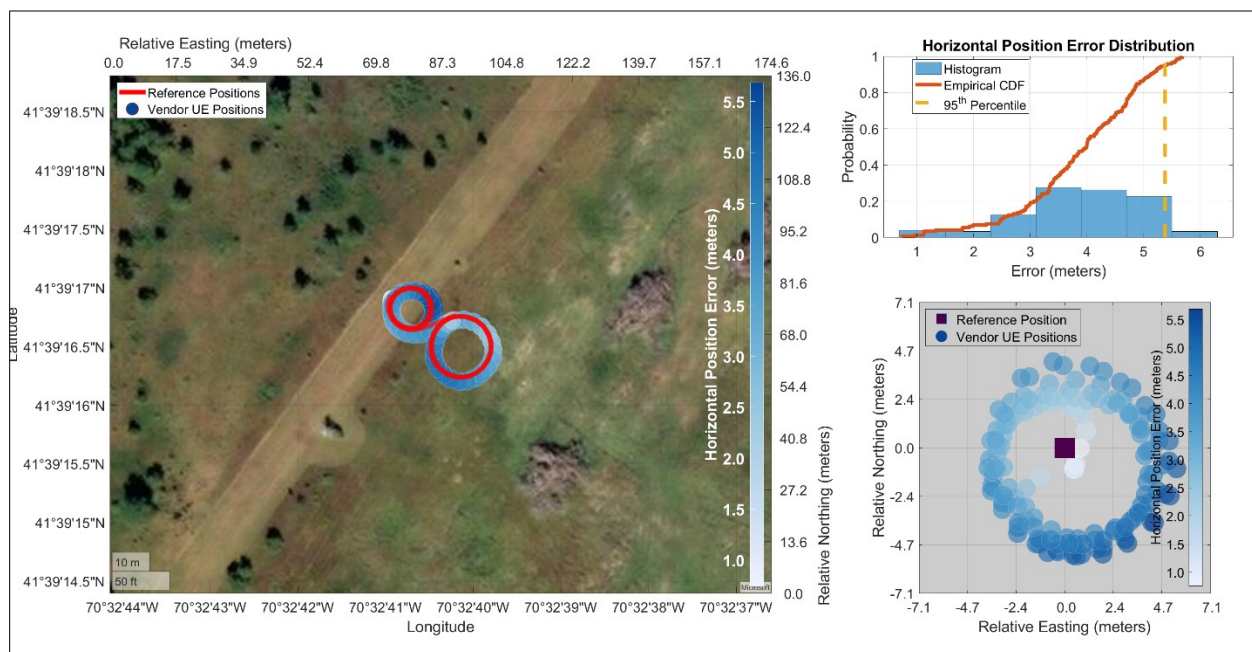 Relative Easting (meters)
0.0 17.5 34.9 52.4 69.8 87.3 104.8 122.2 139.7 157.1 174.6
Reference Positions
Vendor UE Positions
41°39'18.5"N
41°39'18"N
41°39'17.5"N
41°39'17"N
41°39'16.5"N
41°39'16"N
41°39'15.5"N
41°39'15"N
41°39'14.5"N
Latitude
10 m
50 ft
Microsoft
70°32'44"W 70°32'43"W 70°32'42"W 70°32'41"W 70°32'40"W 70°32'39"W 70°32'38"W 70°32'37"W
Longitude
Horizontal Position Error (meters)
5.5
5.0
4.5
4.0
3.5
3.0
2.5
2.0
1.5
1.0
136.0
122.4
108.8
95.2
81.6
68.0
54.4
40.8
27.2
13.6
0.0
Relative Northing (meters)
Horizontal Position Error Distribution
Histogram
Empirical CDF
95th Percentile
1
0.8
0.6
0.4
0.2
0
Probability
1 2 3 4 5 6
Error (meters)
Reference Position
Vendor UE Positions
7.1
4.7
2.4
0.0
-2.4
-4.7
-7.1
Relative Northing (meters)
-7.1 -4.7 -2.4 0.0 2.4 4.7 7.1
Relative Easting (meters)
Horizontal Position Error (meters)
5.5
5.0
4.5
4.0
3.5
3.0
2.5
2.0
1.5
1.0